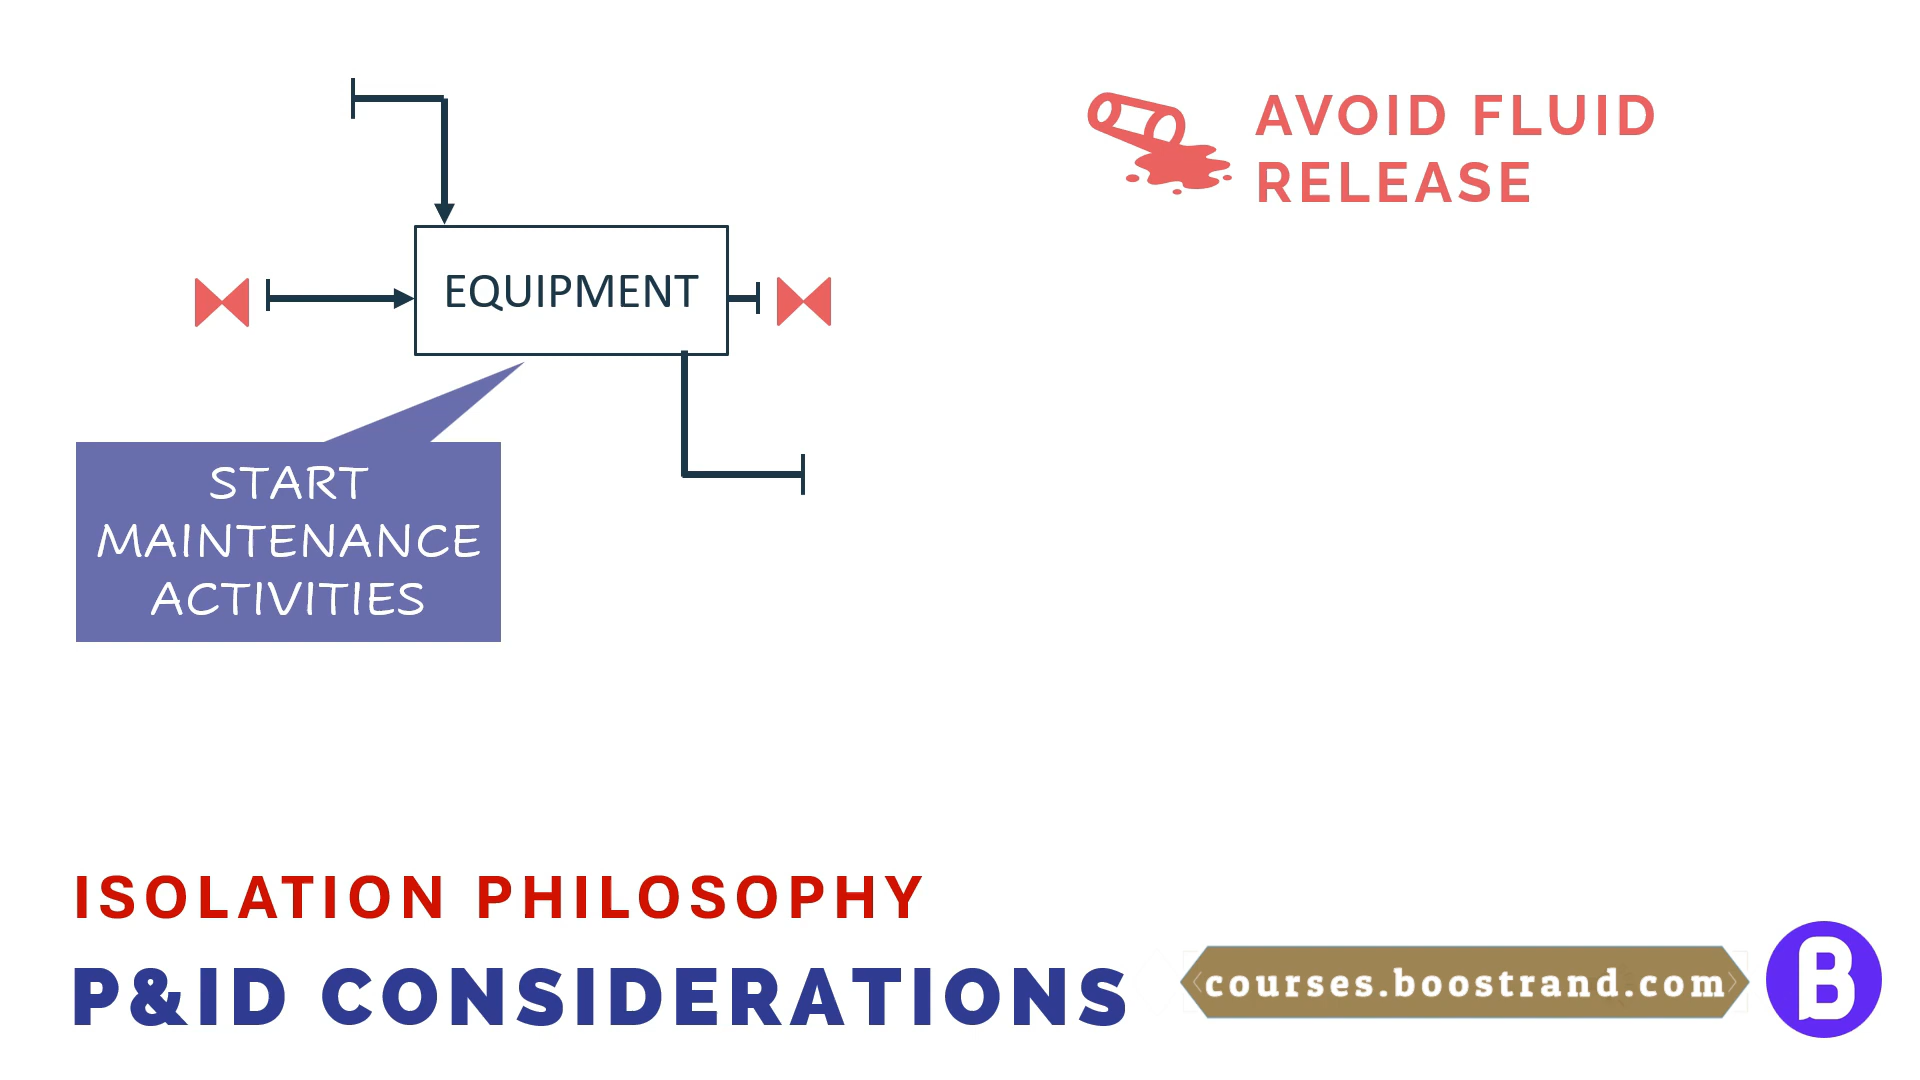 AVOID FLUID
RELEASE
EQUIPMENT
START
MAINTENANCE
ACTIVITIES
ISOLATION PHILOSOPHY
P&ID CONSIDERATIONS
courses.boostrand.com
B